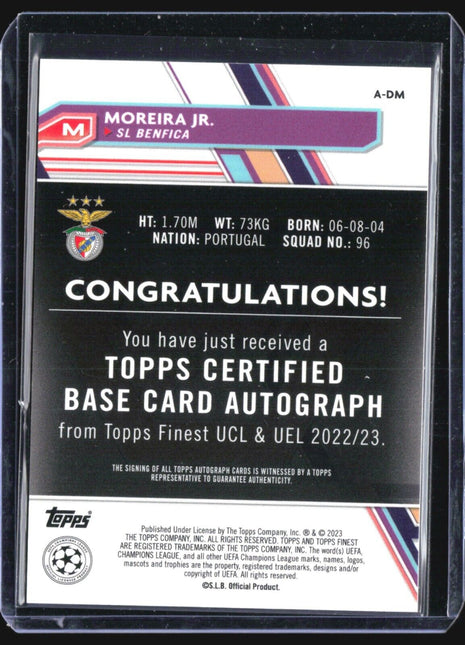 A-DM
M
MOREIRA JR.
SL BENFICA
HT: 1.70M WT: 73KG BORN: 06-08-04
NATION: PORTUGAL SQUAD NO.: 96
CONGRATULATIONS!
You have just received a
TOPPS CERTIFIED
BASE CARD AUTOGRAPH
from Topps Finest UCL & UEL 2022/23.
THE SIGNING OF ALL TOPPS AUTOGRAPH CARDS IS WITNESSED BY A TOPPS
REPRESENTATIVE TO GUARANTEE AUTHENTICITY.
Topps
Published Under License by The Topps Company, Inc. ® & © 2023
THE TOPPS COMPANY, INC. ALL RIGHTS RESERVED. TOPPS AND TOPPS FINEST
ARE REGISTERED TRADEMARKS OF THE TOPPS COMPANY, INC. The word(s) UEFA,
CHAMPIONS LEAGUE, and all other UEFA Champions League marks, names, logos,
mascots and trophies are the property, registered trademarks, designs and/or
copyright of UEFA. All rights reserved.
©S.L.B. Official Product.